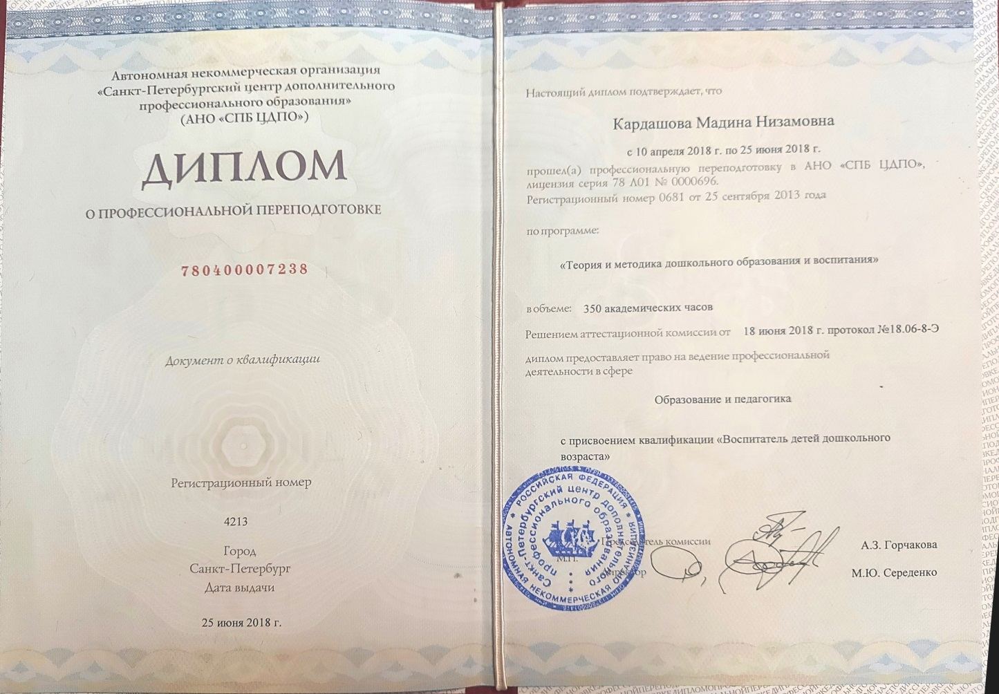 Автономная некоммерческая организация
«Санкт-Петербургский центр дополнительного
профессионального образования»
(АНО «СПБ ЦДПО»)
ДИПЛОМ
О ПРОФЕССИОНАЛЬНОЙ ПЕРЕПОДГОТОВКЕ
780400007238
Документ о квалификации
Регистрационный номер
4213
Город
Санкт-Петербург
Дата выдачи
25 июня 2018 г.
Настоящий диплом подтверждает, что
Кардашова Мадина Низамовна
с 10 апреля 2018 г. по 25 июня 2018 г.
прошел(а) профессиональную переподготовку в АНО «СПБ ЦДПО»,
лицензия серия 78 Л01 № 0000696.
Регистрационный номер 0681 от 25 сентября 2013 года
по программе:
«Теория и методика дошкольного образования и воспитания»
в объеме: 350 академических часов
Решением аттестационной комиссии от 18 июня 2018 г. протокол №18.06-8-Э
диплом предоставляет право на ведение профессиональной
деятельности в сфере
Образование и педагогика
с присвоением квалификации «Воспитатель детей дошкольного
возраста»
Председатель комиссии
А.З. Горчакова
М.П.
Директор
М.Ю. Середенко
РОССИЙСКАЯ ФЕДЕРАЦИЯ
АВТОНОМНАЯ НЕКОММЕРЧЕСКАЯ ОРГАНИЗАЦИЯ
Санкт-Петербургский центр дополнительного
профессионального образования